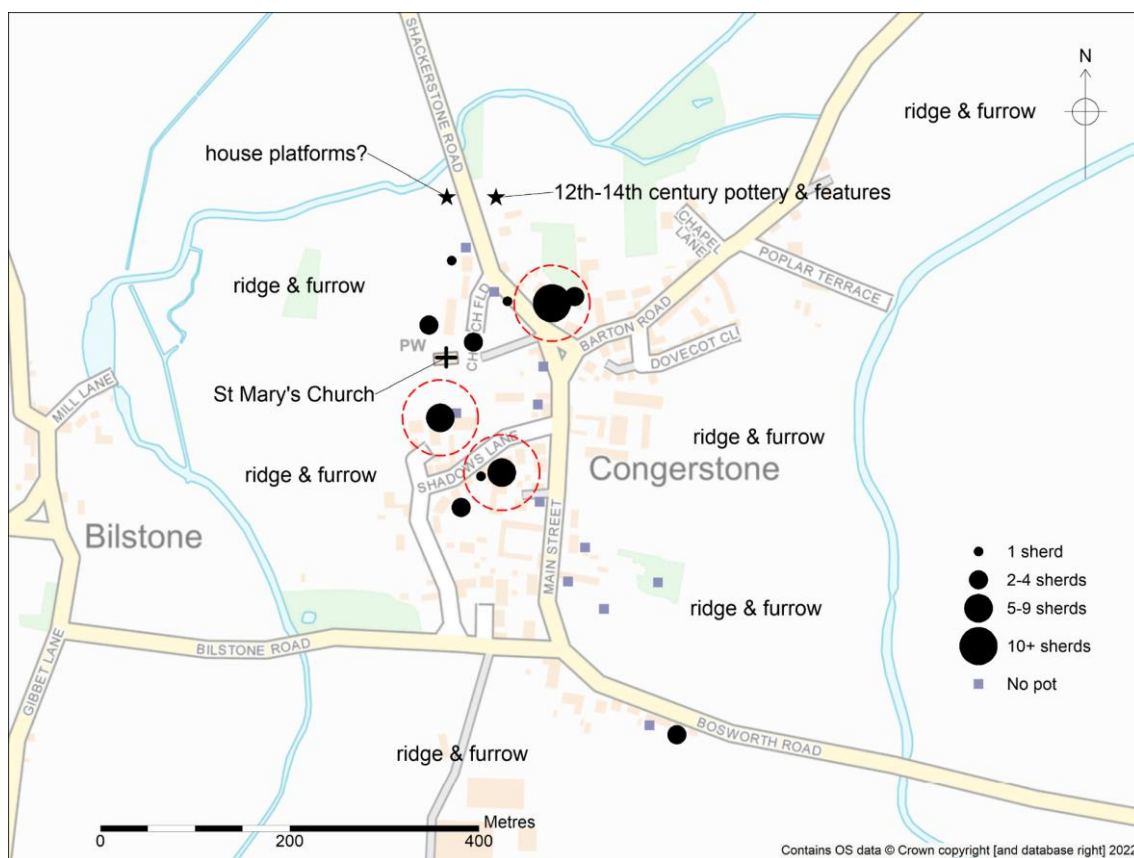 SHACKERSTONE ROAD
N
ridge & furrow
house platforms?
12th-14th century pottery & features
CHAPEL
LANE
POPLAR TERRACE
ridge & furrow
CH CH FLD
BARTON ROAD
PW
DOVECOT CL
St Mary's Church
MILL LANE
SHADOWS LANE
ridge & furrow
ridge & furrow
Congerstone
Bilstone
MAIN STREET
1 sherd
2-4 sherds
5-9 sherds
10+ sherds
No pot
ridge & furrow
GIBBET LANE
BILSTONE ROAD
BOSWORTH ROAD
ridge & furrow
Metres
0 200 400
Contains OS data © Crown copyright [and database right] 2022